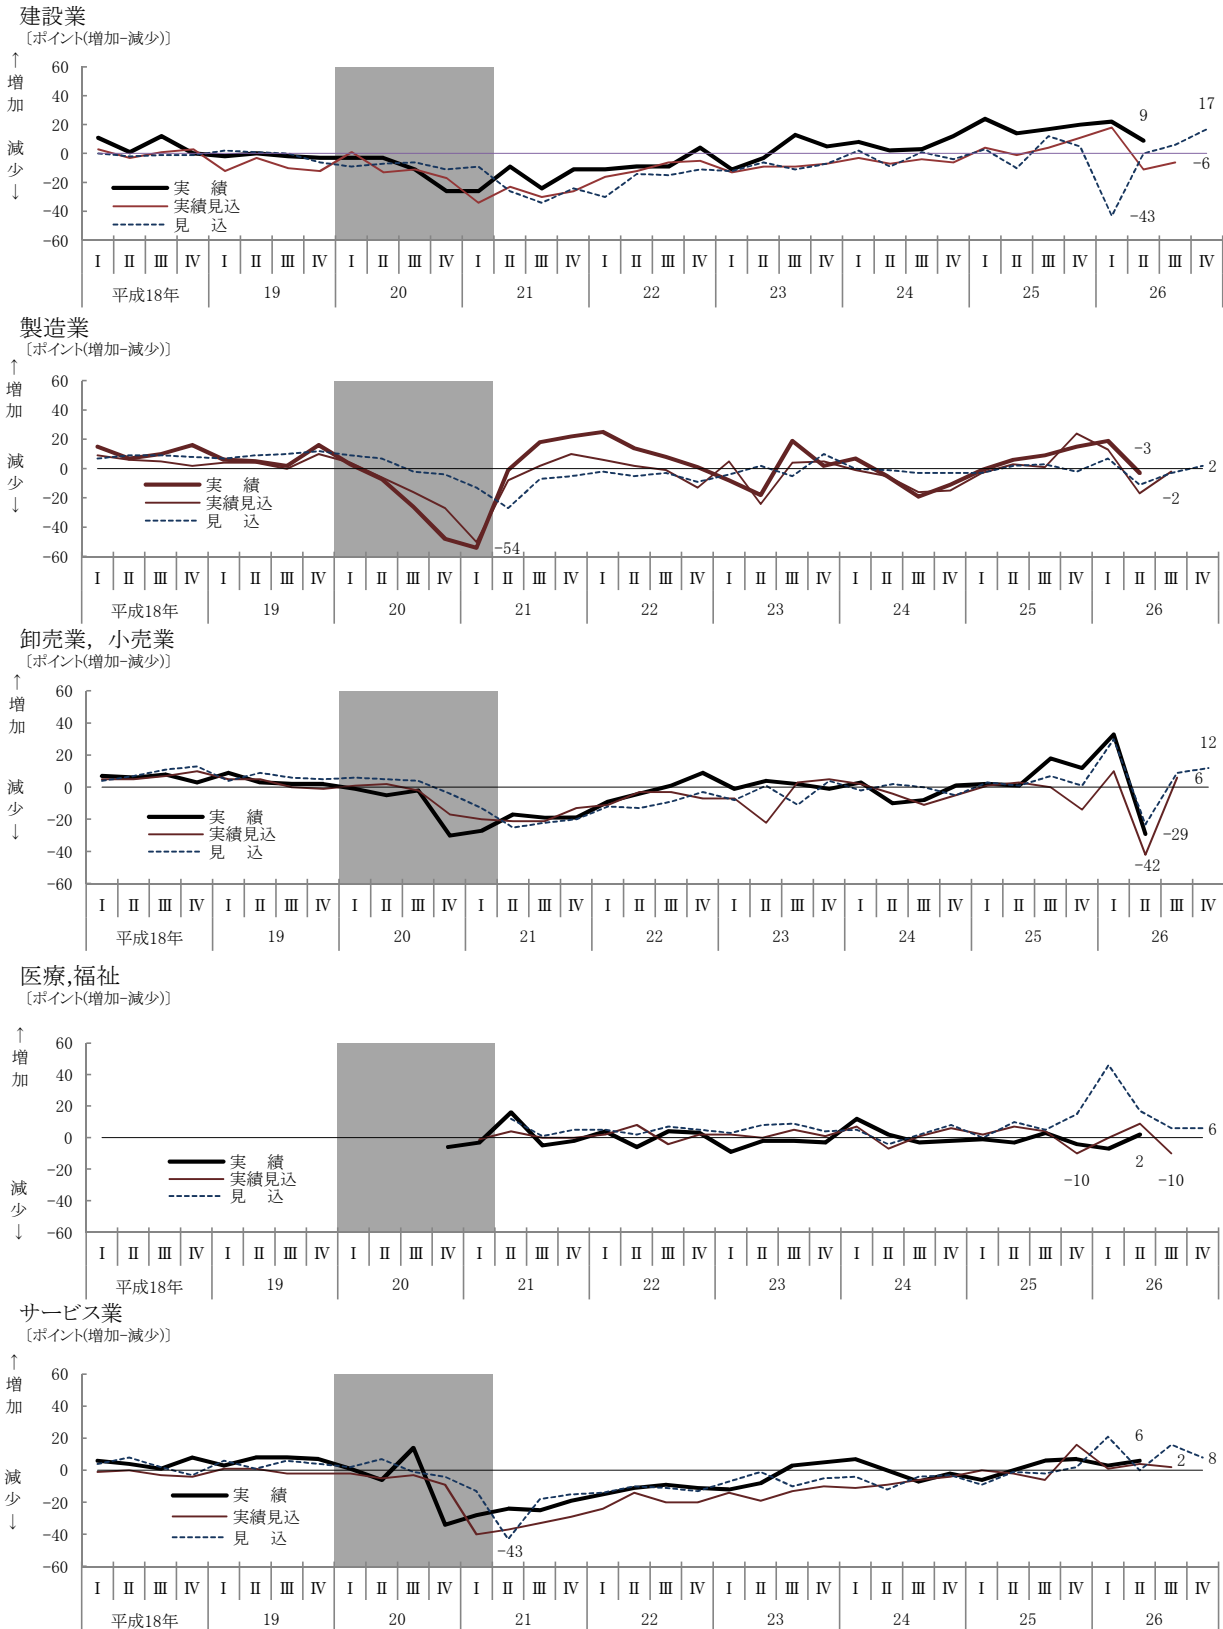 建設業
〔ポイント(増加−減少)〕
↑
増
加
減
少
↓
60
40
20
0
−20
−40
−60
9
17
−6
−43
実　績
実績見込
見　込
Ⅰ Ⅱ Ⅲ Ⅳ Ⅰ Ⅱ Ⅲ Ⅳ Ⅰ Ⅱ Ⅲ Ⅳ Ⅰ Ⅱ Ⅲ Ⅳ Ⅰ Ⅱ Ⅲ Ⅳ Ⅰ Ⅱ Ⅲ Ⅳ Ⅰ Ⅱ Ⅲ Ⅳ Ⅰ Ⅱ Ⅲ Ⅳ Ⅰ Ⅱ Ⅲ Ⅳ
平成18年 19 20 21 22 23 24 25 26
製造業
〔ポイント(増加−減少)〕
↑
増
加
減
少
↓
60
40
20
0
−20
−40
−60
−3
2
−2
−54
実　績
実績見込
見　込
Ⅰ Ⅱ Ⅲ Ⅳ Ⅰ Ⅱ Ⅲ Ⅳ Ⅰ Ⅱ Ⅲ Ⅳ Ⅰ Ⅱ Ⅲ Ⅳ Ⅰ Ⅱ Ⅲ Ⅳ Ⅰ Ⅱ Ⅲ Ⅳ Ⅰ Ⅱ Ⅲ Ⅳ Ⅰ Ⅱ Ⅲ Ⅳ Ⅰ Ⅱ Ⅲ Ⅳ
平成18年 19 20 21 22 23 24 25 26
卸売業，小売業
〔ポイント(増加−減少)〕
↑
増
加
減
少
↓
60
40
20
0
−20
−40
−60
12
6
−29
−42
実　績
実績見込
見　込
Ⅰ Ⅱ Ⅲ Ⅳ Ⅰ Ⅱ Ⅲ Ⅳ Ⅰ Ⅱ Ⅲ Ⅳ Ⅰ Ⅱ Ⅲ Ⅳ Ⅰ Ⅱ Ⅲ Ⅳ Ⅰ Ⅱ Ⅲ Ⅳ Ⅰ Ⅱ Ⅲ Ⅳ Ⅰ Ⅱ Ⅲ Ⅳ Ⅰ Ⅱ Ⅲ Ⅳ
平成18年 19 20 21 22 23 24 25 26
医療,福祉
〔ポイント(増加−減少)〕
↑
増
加
減
少
↓
60
40
20
0
−20
−40
−60
6
2
−10
−10
実　績
実績見込
見　込
Ⅰ Ⅱ Ⅲ Ⅳ Ⅰ Ⅱ Ⅲ Ⅳ Ⅰ Ⅱ Ⅲ Ⅳ Ⅰ Ⅱ Ⅲ Ⅳ Ⅰ Ⅱ Ⅲ Ⅳ Ⅰ Ⅱ Ⅲ Ⅳ Ⅰ Ⅱ Ⅲ Ⅳ Ⅰ Ⅱ Ⅲ Ⅳ Ⅰ Ⅱ Ⅲ Ⅳ
平成18年 19 20 21 22 23 24 25 26
サービス業
〔ポイント(増加−減少)〕
↑
増
加
減
少
↓
60
40
20
0
−20
−40
−60
6
2
8
−43
実　績
実績見込
見　込
Ⅰ Ⅱ Ⅲ Ⅳ Ⅰ Ⅱ Ⅲ Ⅳ Ⅰ Ⅱ Ⅲ Ⅳ Ⅰ Ⅱ Ⅲ Ⅳ Ⅰ Ⅱ Ⅲ Ⅳ Ⅰ Ⅱ Ⅲ Ⅳ Ⅰ Ⅱ Ⅲ Ⅳ Ⅰ Ⅱ Ⅲ Ⅳ Ⅰ Ⅱ Ⅲ Ⅳ
平成18年 19 20 21 22 23 24 25 26